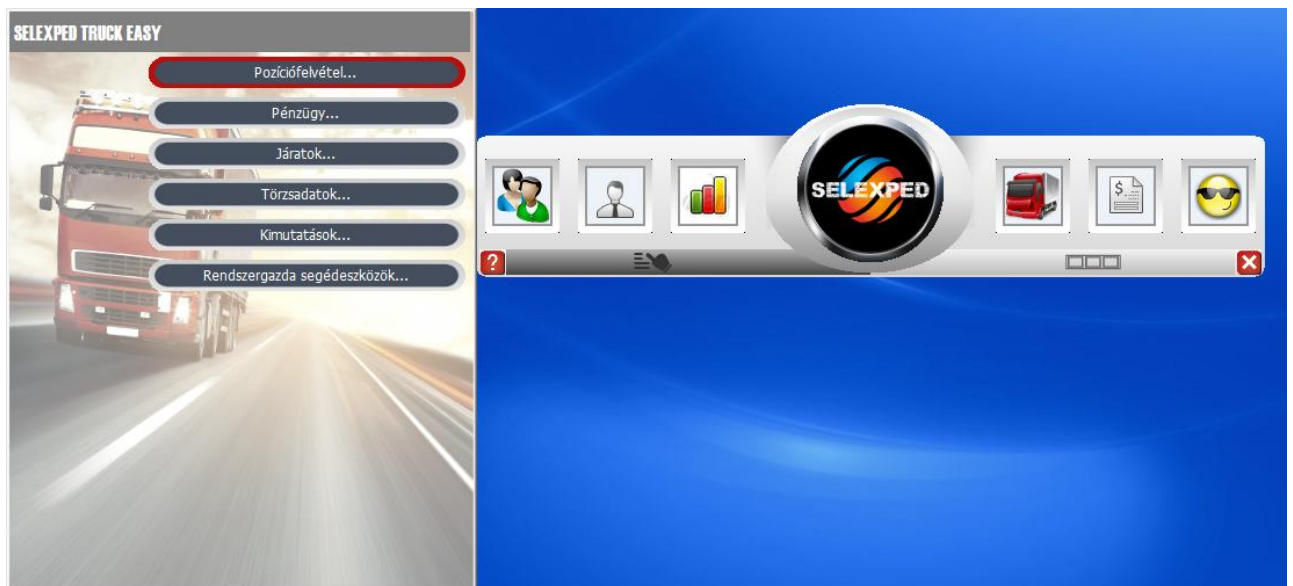 SELEXPED TRUCK EASY
Pozíciófelvétel...
Pénzügy...
Járatok...
Törzsadatok...
Kimutatások...
Rendszergazda segédeszközök...
SELEXPED
$
?